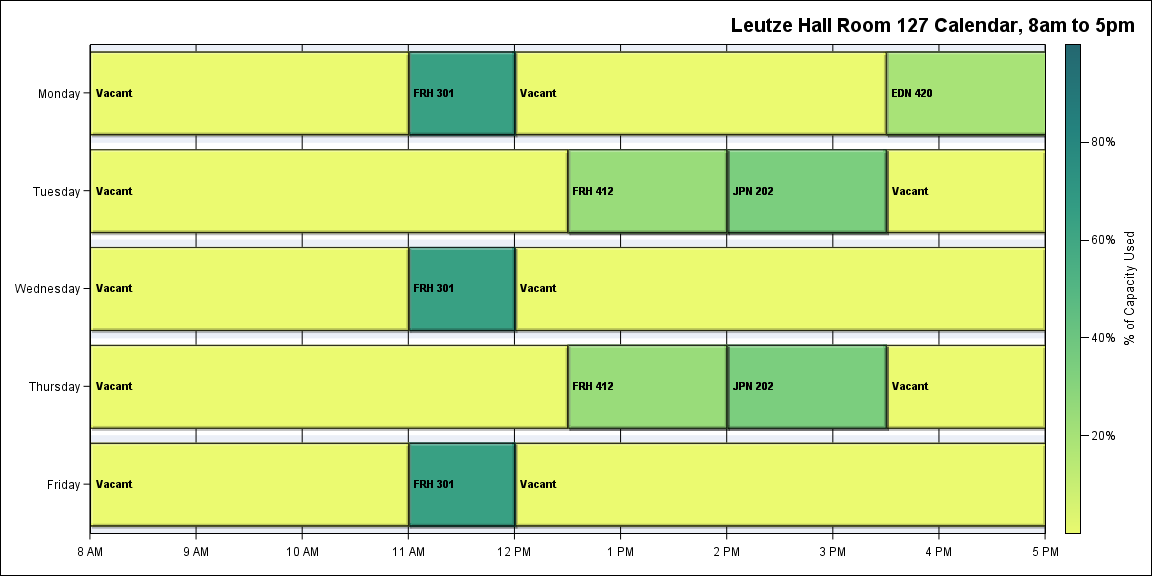 Leutze Hall Room 127 Calendar, 8am to 5pm
Monday
Vacant
FRH 301
Vacant
EDN 420
Tuesday
Vacant
FRH 412
JPN 202
Vacant
Wednesday
Vacant
FRH 301
Vacant
Thursday
Vacant
FRH 412
JPN 202
Vacant
Friday
Vacant
FRH 301
Vacant
8 AM
9 AM
10 AM
11 AM
12 PM
1 PM
2 PM
3 PM
4 PM
5 PM
80%
60%
40%
20%
% of Capacity Used